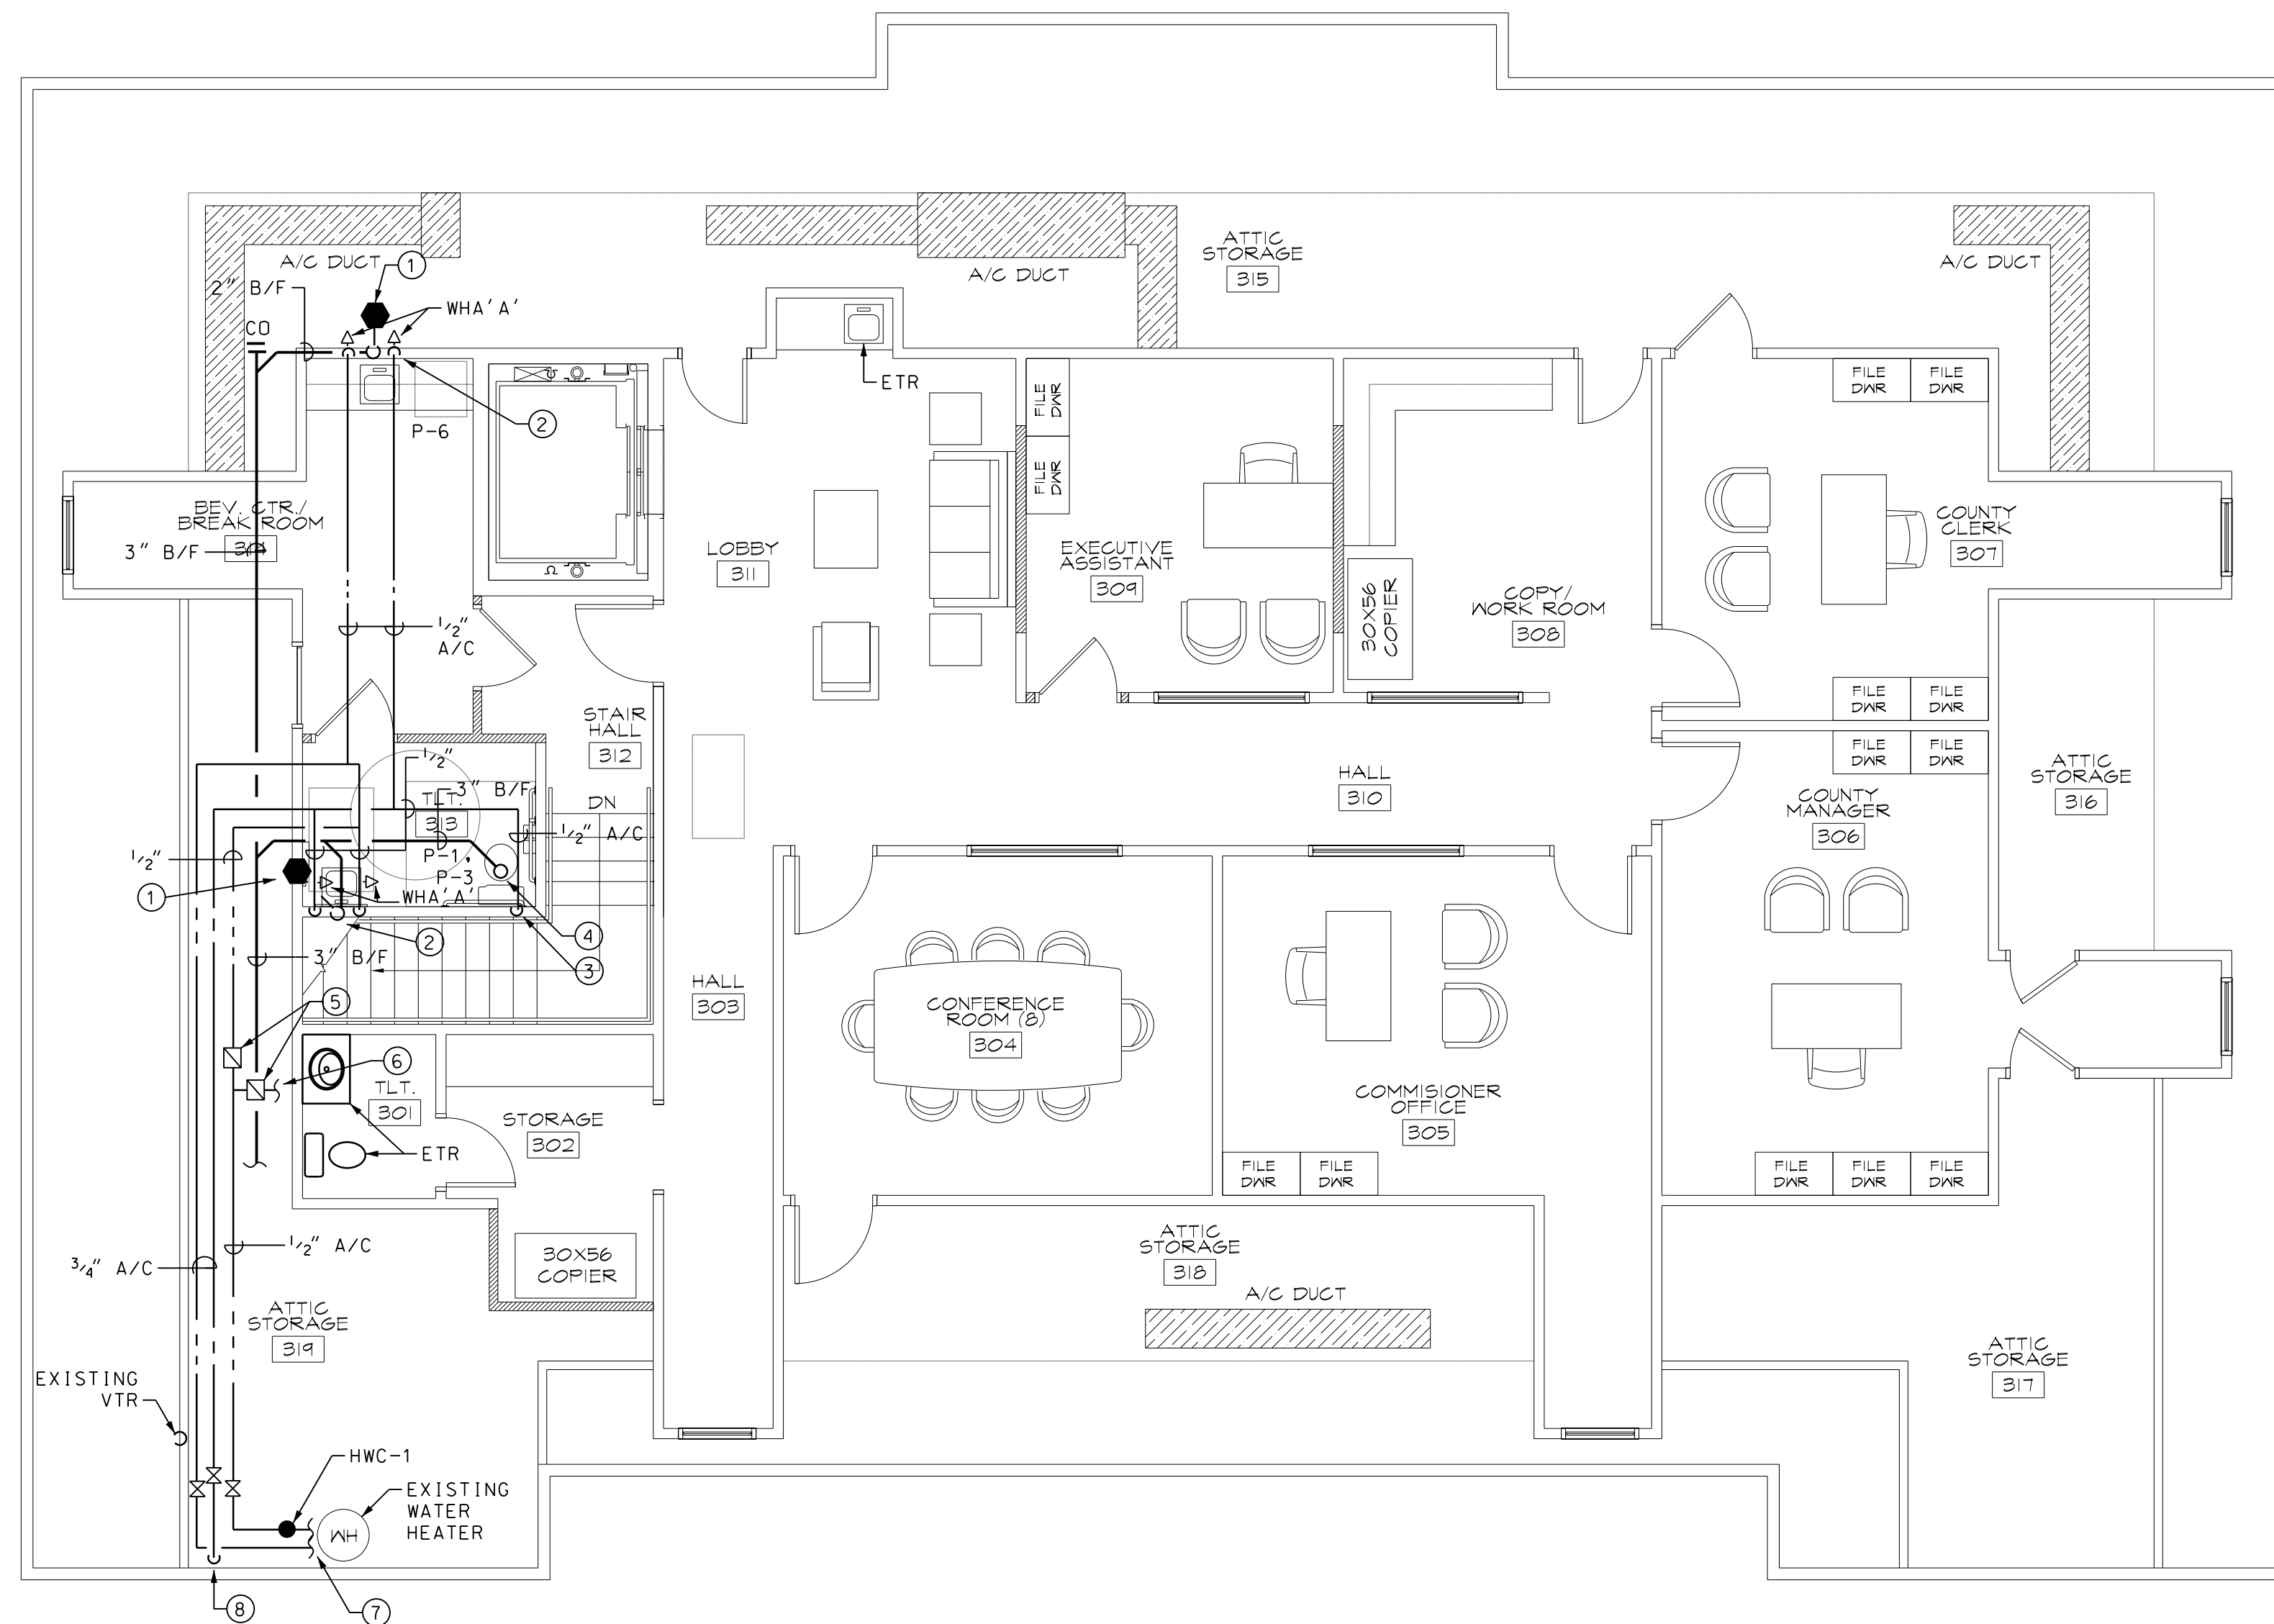 ATTIC
STORAGE
315
A/C DUCT
1
A/C DUCT
A/C DUCT
2" B/F
WHA'A'
CO
ETR
FILE
DWR
FILE
DWR
FILE
DWR
FILE
DWR
2
P-6
BEV. CTR./
BREAK ROOM
3" B/F
LOBBY
311
EXECUTIVE
ASSISTANT
309
COUNTY
CLERK
307
30X56
COPIER
COPY/
WORK ROOM
308
1/2"
A/C
STAIR
HALL
312
FILE
DWR
FILE
DWR
FILE
DWR
FILE
DWR
1/2"
3" B/F
TLT.
313
DN
HALL
310
COUNTY
MANAGER
306
ATTIC
STORAGE
316
1/2" A/C
1/2"
P-1,
P-3
1
WHA'A'
4
2
3" B/F
3
5
HALL
303
CONFERENCE
ROOM (8)
304
6
TLT.
301
STORAGE
302
COMMISIONER
OFFICE
305
ETR
FILE
DWR
FILE
DWR
FILE
DWR
FILE
DWR
FILE
DWR
1/2" A/C
3/4" A/C
30X56
COPIER
ATTIC
STORAGE
318
A/C DUCT
ATTIC
STORAGE
319
ATTIC
STORAGE
317
EXISTING
VTR
HWC-1
EXISTING
WATER
HEATER
WH
8
7